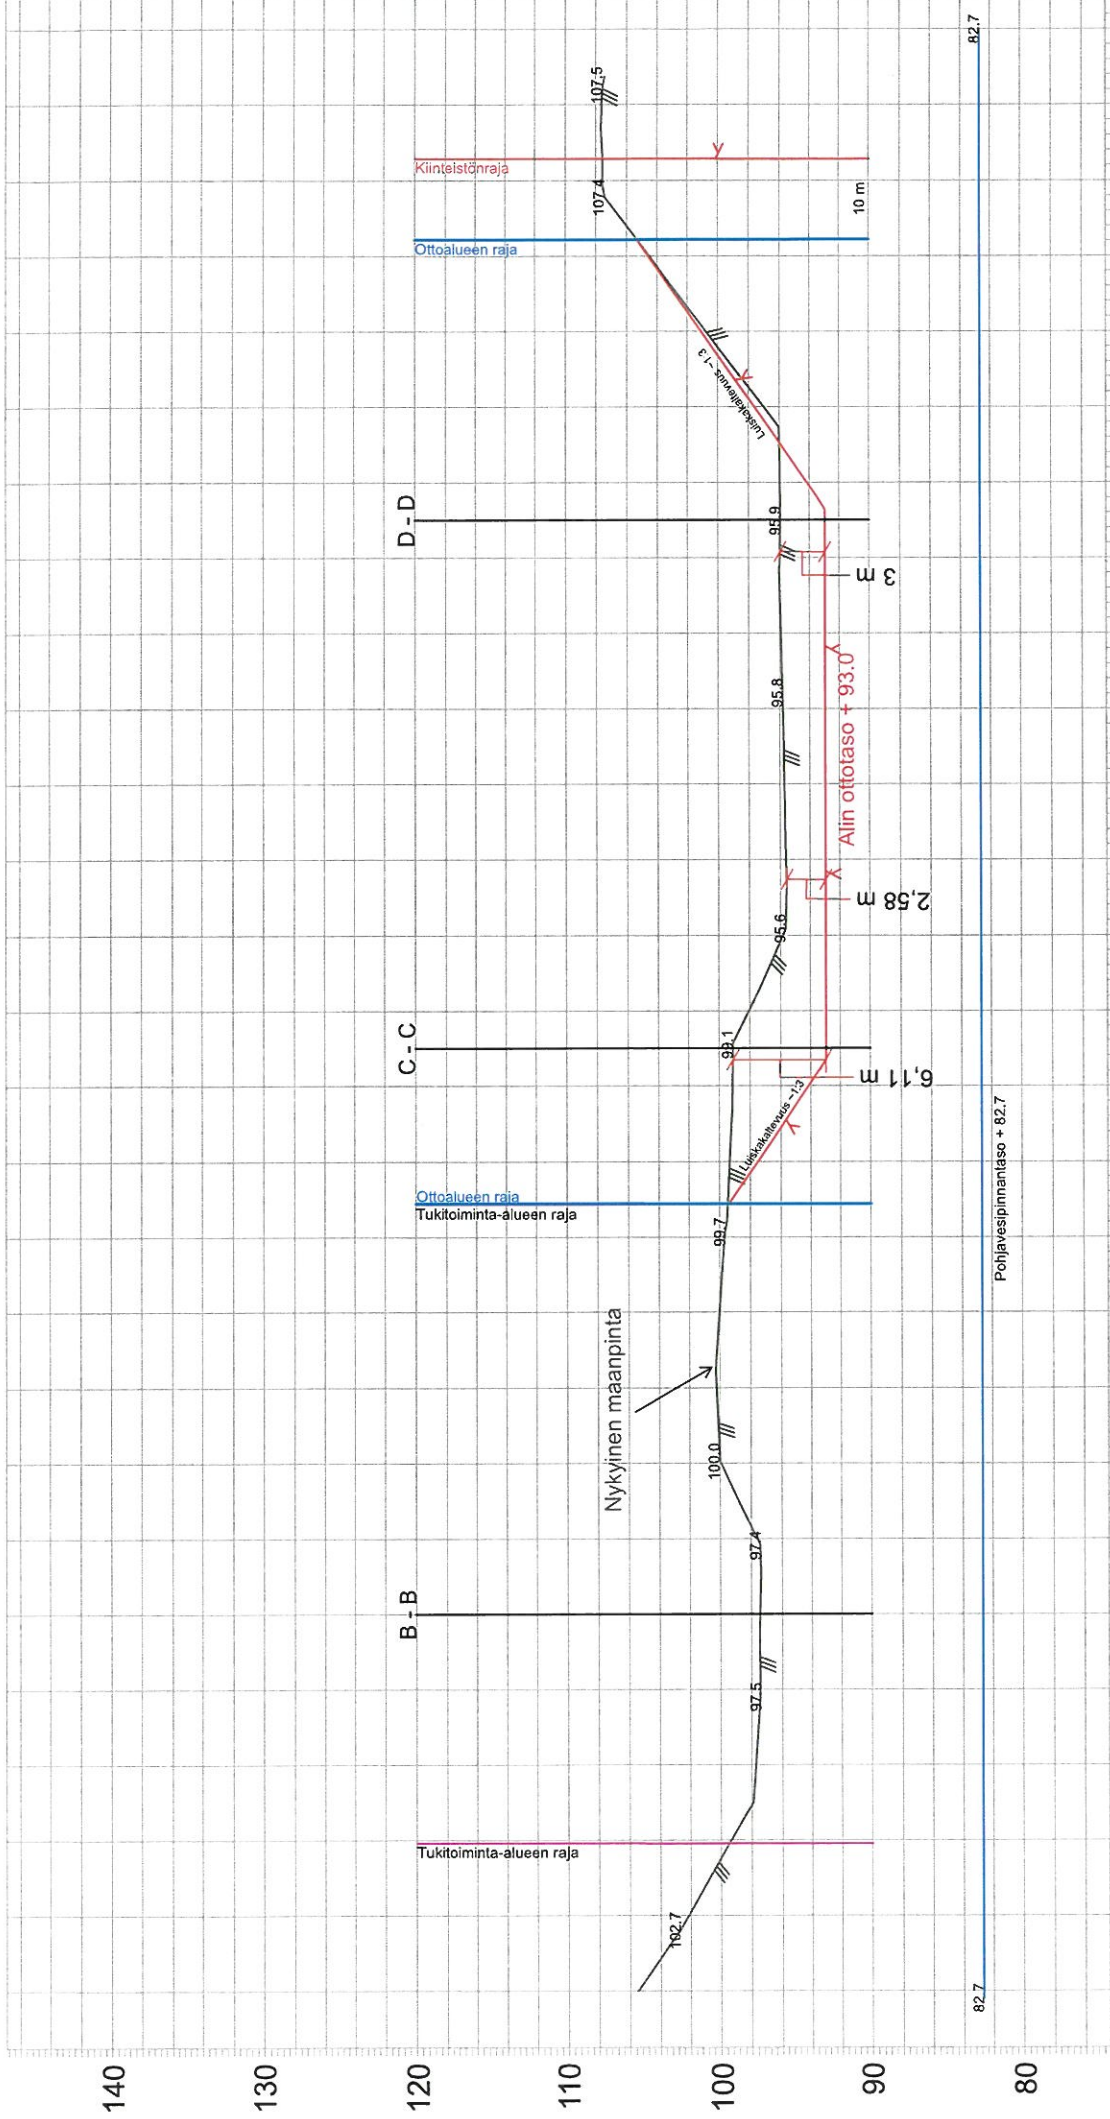 140
130
120
110
100
90
80
B - B
C - C
D - D
Tukitoiminta-alueen raja
Ottoalueen raja
Tukitoiminta-alueen raja
Ottoalueen raja
Kiinteistönraja
Nykyinen maanpinta
102.7
97.5
97.4
100.0
99.7
99.1
95.6
95.8
95.9
107.4
107.5
Luiskakaltevuus ~1:3
Luiskakaltevuus ~1:3
6,11 m
2,58 m
3 m
Alin ottotaso + 93.0
10 m
82.7
Pohjavesipinnantaso + 82.7
82.7